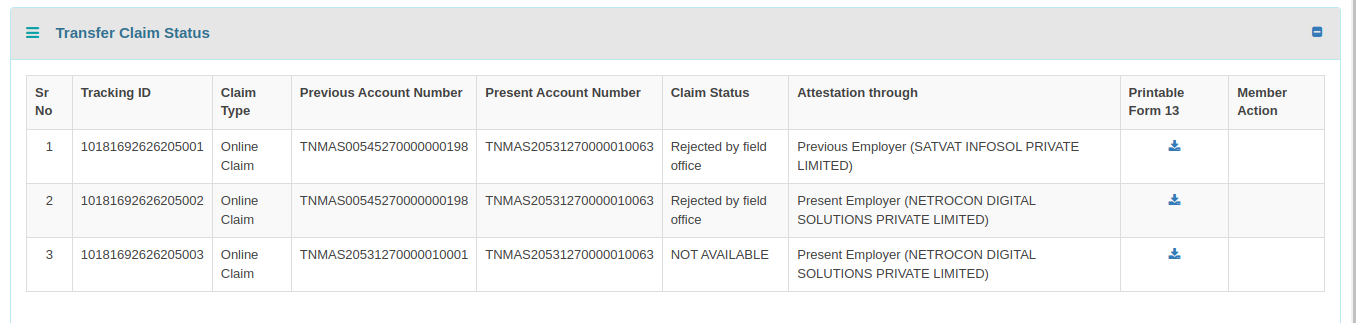 Transfer Claim Status
Sr No Tracking ID Claim Type Previous Account Number Present Account Number Claim Status Attestation through Printable Form 13 Member Action
1 10181692626205001 Online Claim TNMAS00545270000000198 TNMAS20531270000010063 Rejected by field office Previous Employer (SATVAT INFOSOL PRIVATE LIMITED)
2 10181692626205002 Online Claim TNMAS00545270000000198 TNMAS20531270000010063 Rejected by field office Present Employer (NETROCON DIGITAL SOLUTIONS PRIVATE LIMITED)
3 10181692626205003 Online Claim TNMAS20531270000010001 TNMAS20531270000010063 NOT AVAILABLE Present Employer (NETROCON DIGITAL SOLUTIONS PRIVATE LIMITED)